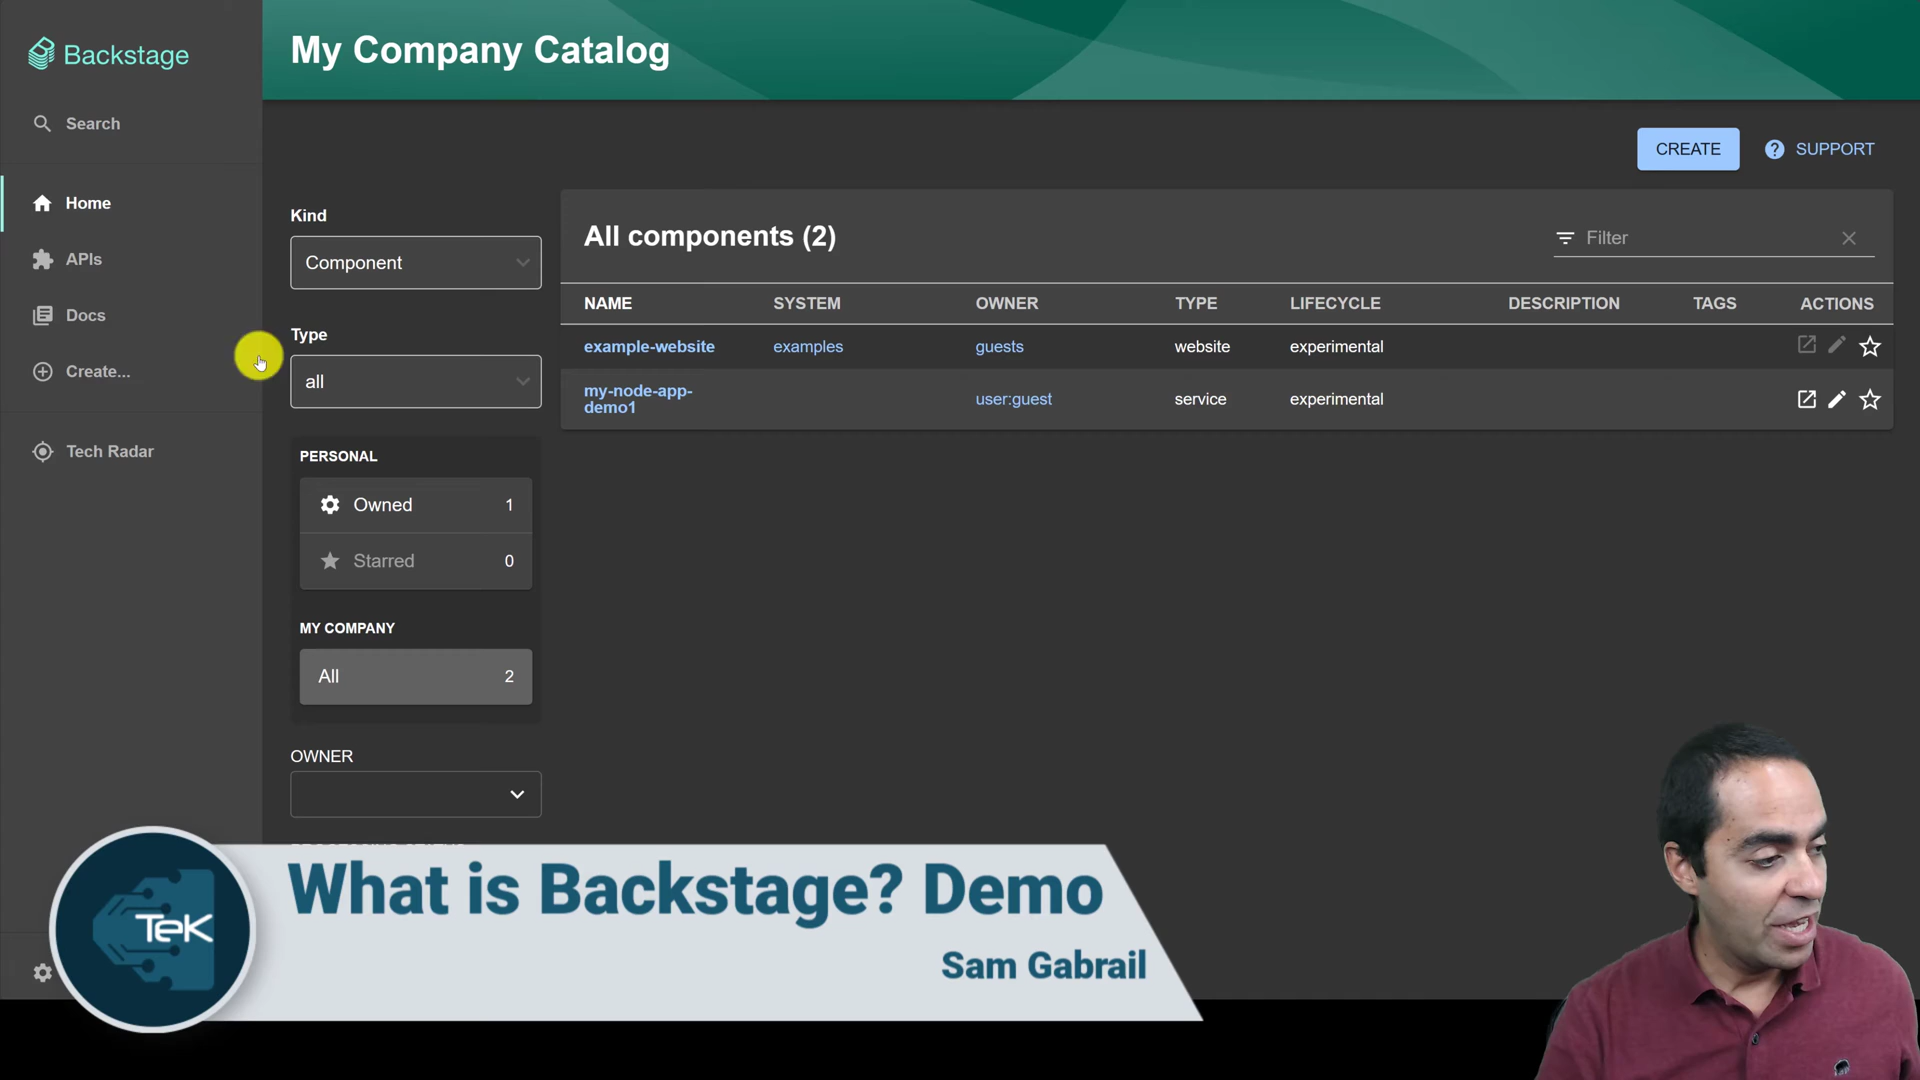 Backstage
My Company Catalog
Search
CREATE
SUPPORT
Home
APIs
Docs
Create...
Tech Radar
Kind
Component
Type
all
PERSONAL
Owned 1
Starred 0
MY COMPANY
All 2
OWNER
All components (2)
Filter
NAME SYSTEM OWNER TYPE LIFECYCLE DESCRIPTION TAGS ACTIONS
example-website examples guests website experimental
my-node-app-
demo1 user:guest service experimental
TeK
What is Backstage? Demo
Sam Gabrail